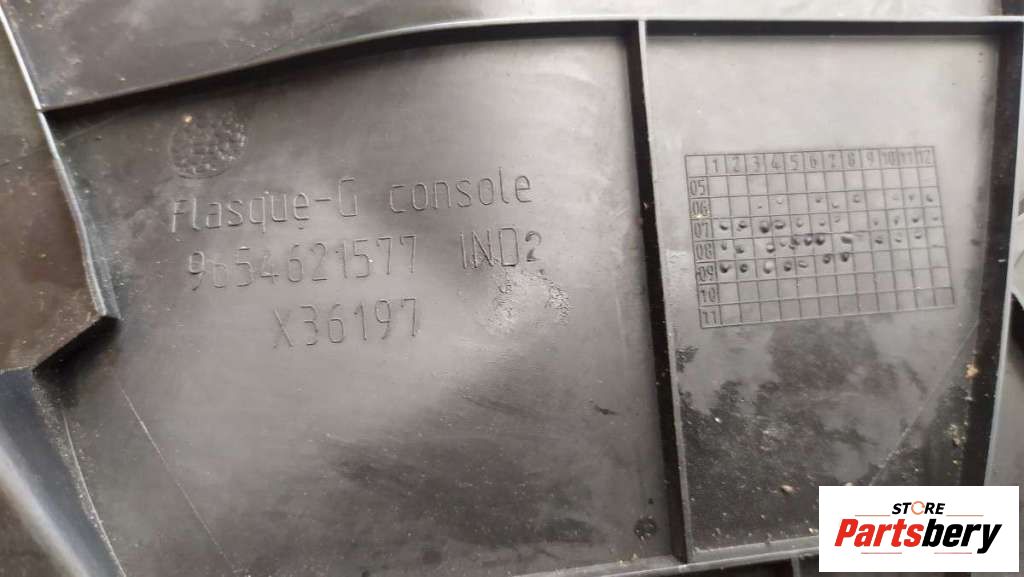 flasque-G console
9654621577 IND2
X36197
1 2 3 4 5 6 7 8 9 10 11 12
05
06
07
08
09
10
11
STORE
Partsbery